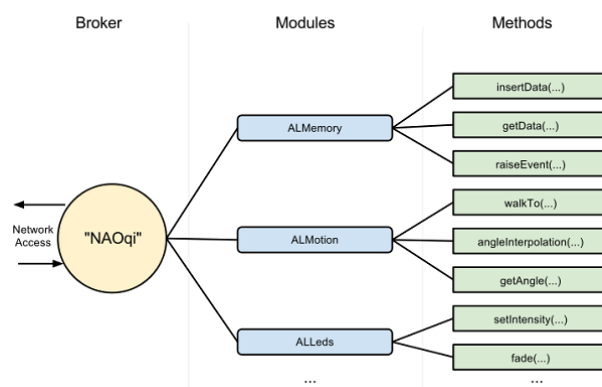 Broker
Modules
Methods
Network
Access
"NAOqi"
ALMemory
insertData(...)
getData(...)
raiseEvent(...)
ALMotion
walkTo(...)
angleInterpolation(...)
getAngle(...)
ALLeds
setIntensity(...)
fade(...)
...
...